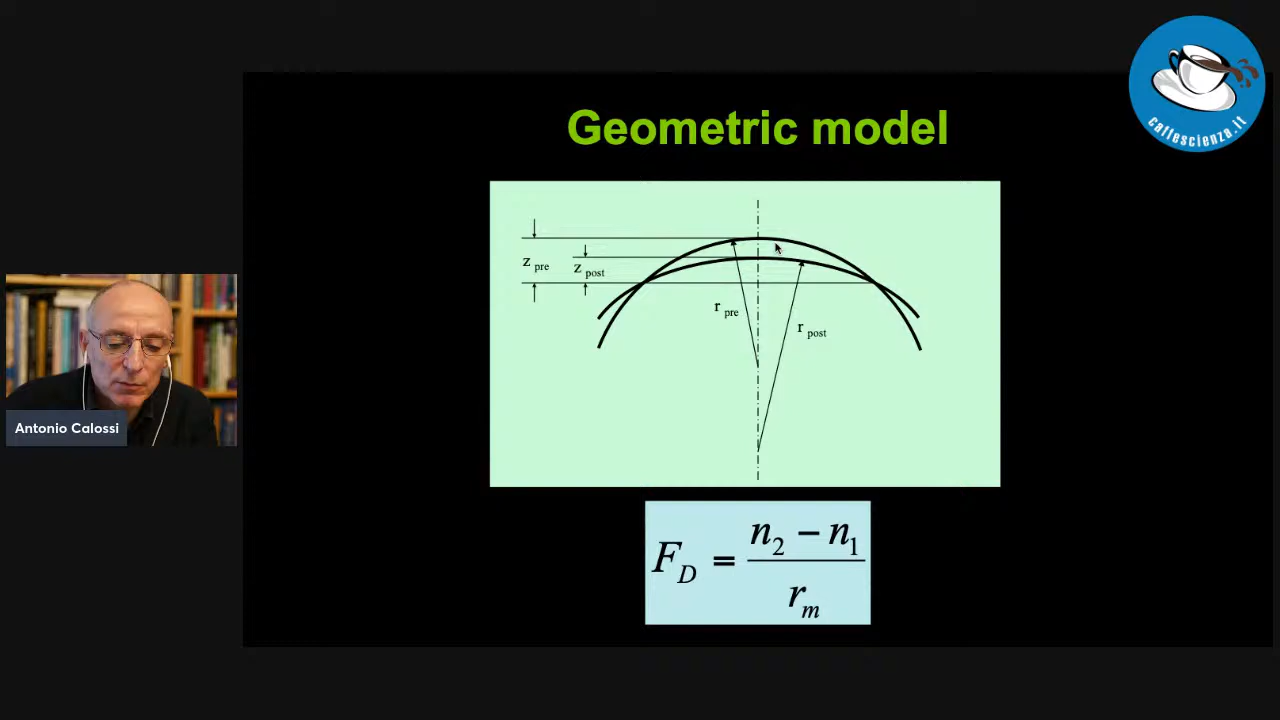 caffescienza.it
Geometric model
z pre
z post
r pre
r post
Antonio Calossi
F_D = (n_2 − n_1) / r_m